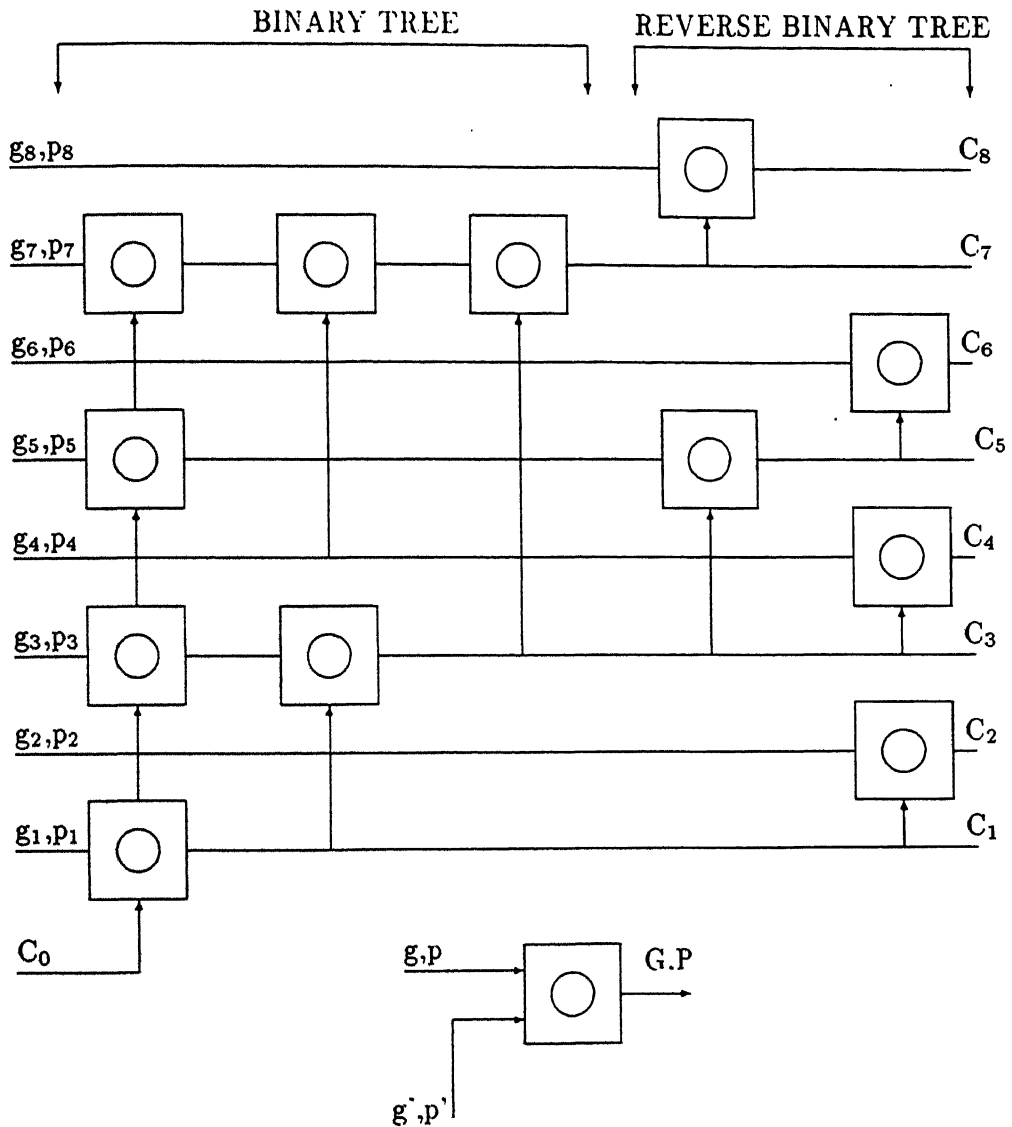 BINARY TREE
REVERSE BINARY TREE
g₈,p₈
C₈
g₇,p₇
C₇
g₆,p₆
C₆
g₅,p₅
C₅
g₄,p₄
C₄
g₃,p₃
C₃
g₂,p₂
C₂
g₁,p₁
C₁
C₀
g,p
G.P
g',p'